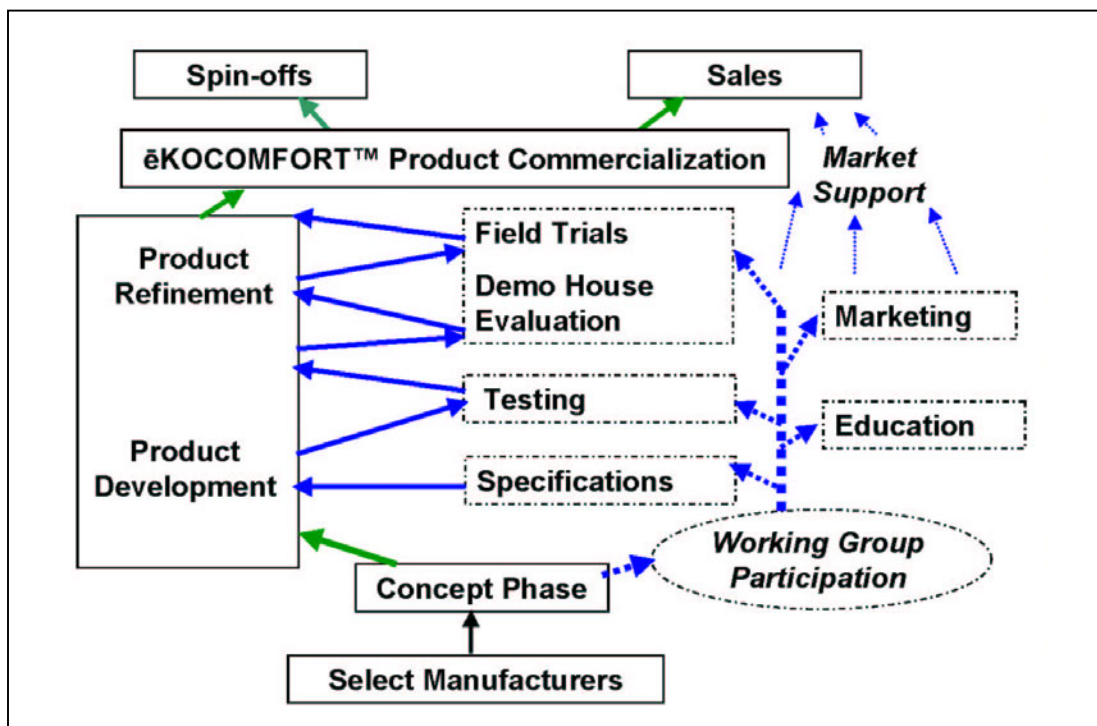 Spin-offs
Sales
ēKOCOMFORT™ Product Commercialization
Market
Support
Product
Refinement
Field Trials
Demo House
Evaluation
Marketing
Testing
Education
Product
Development
Specifications
Working Group
Participation
Concept Phase
Select Manufacturers